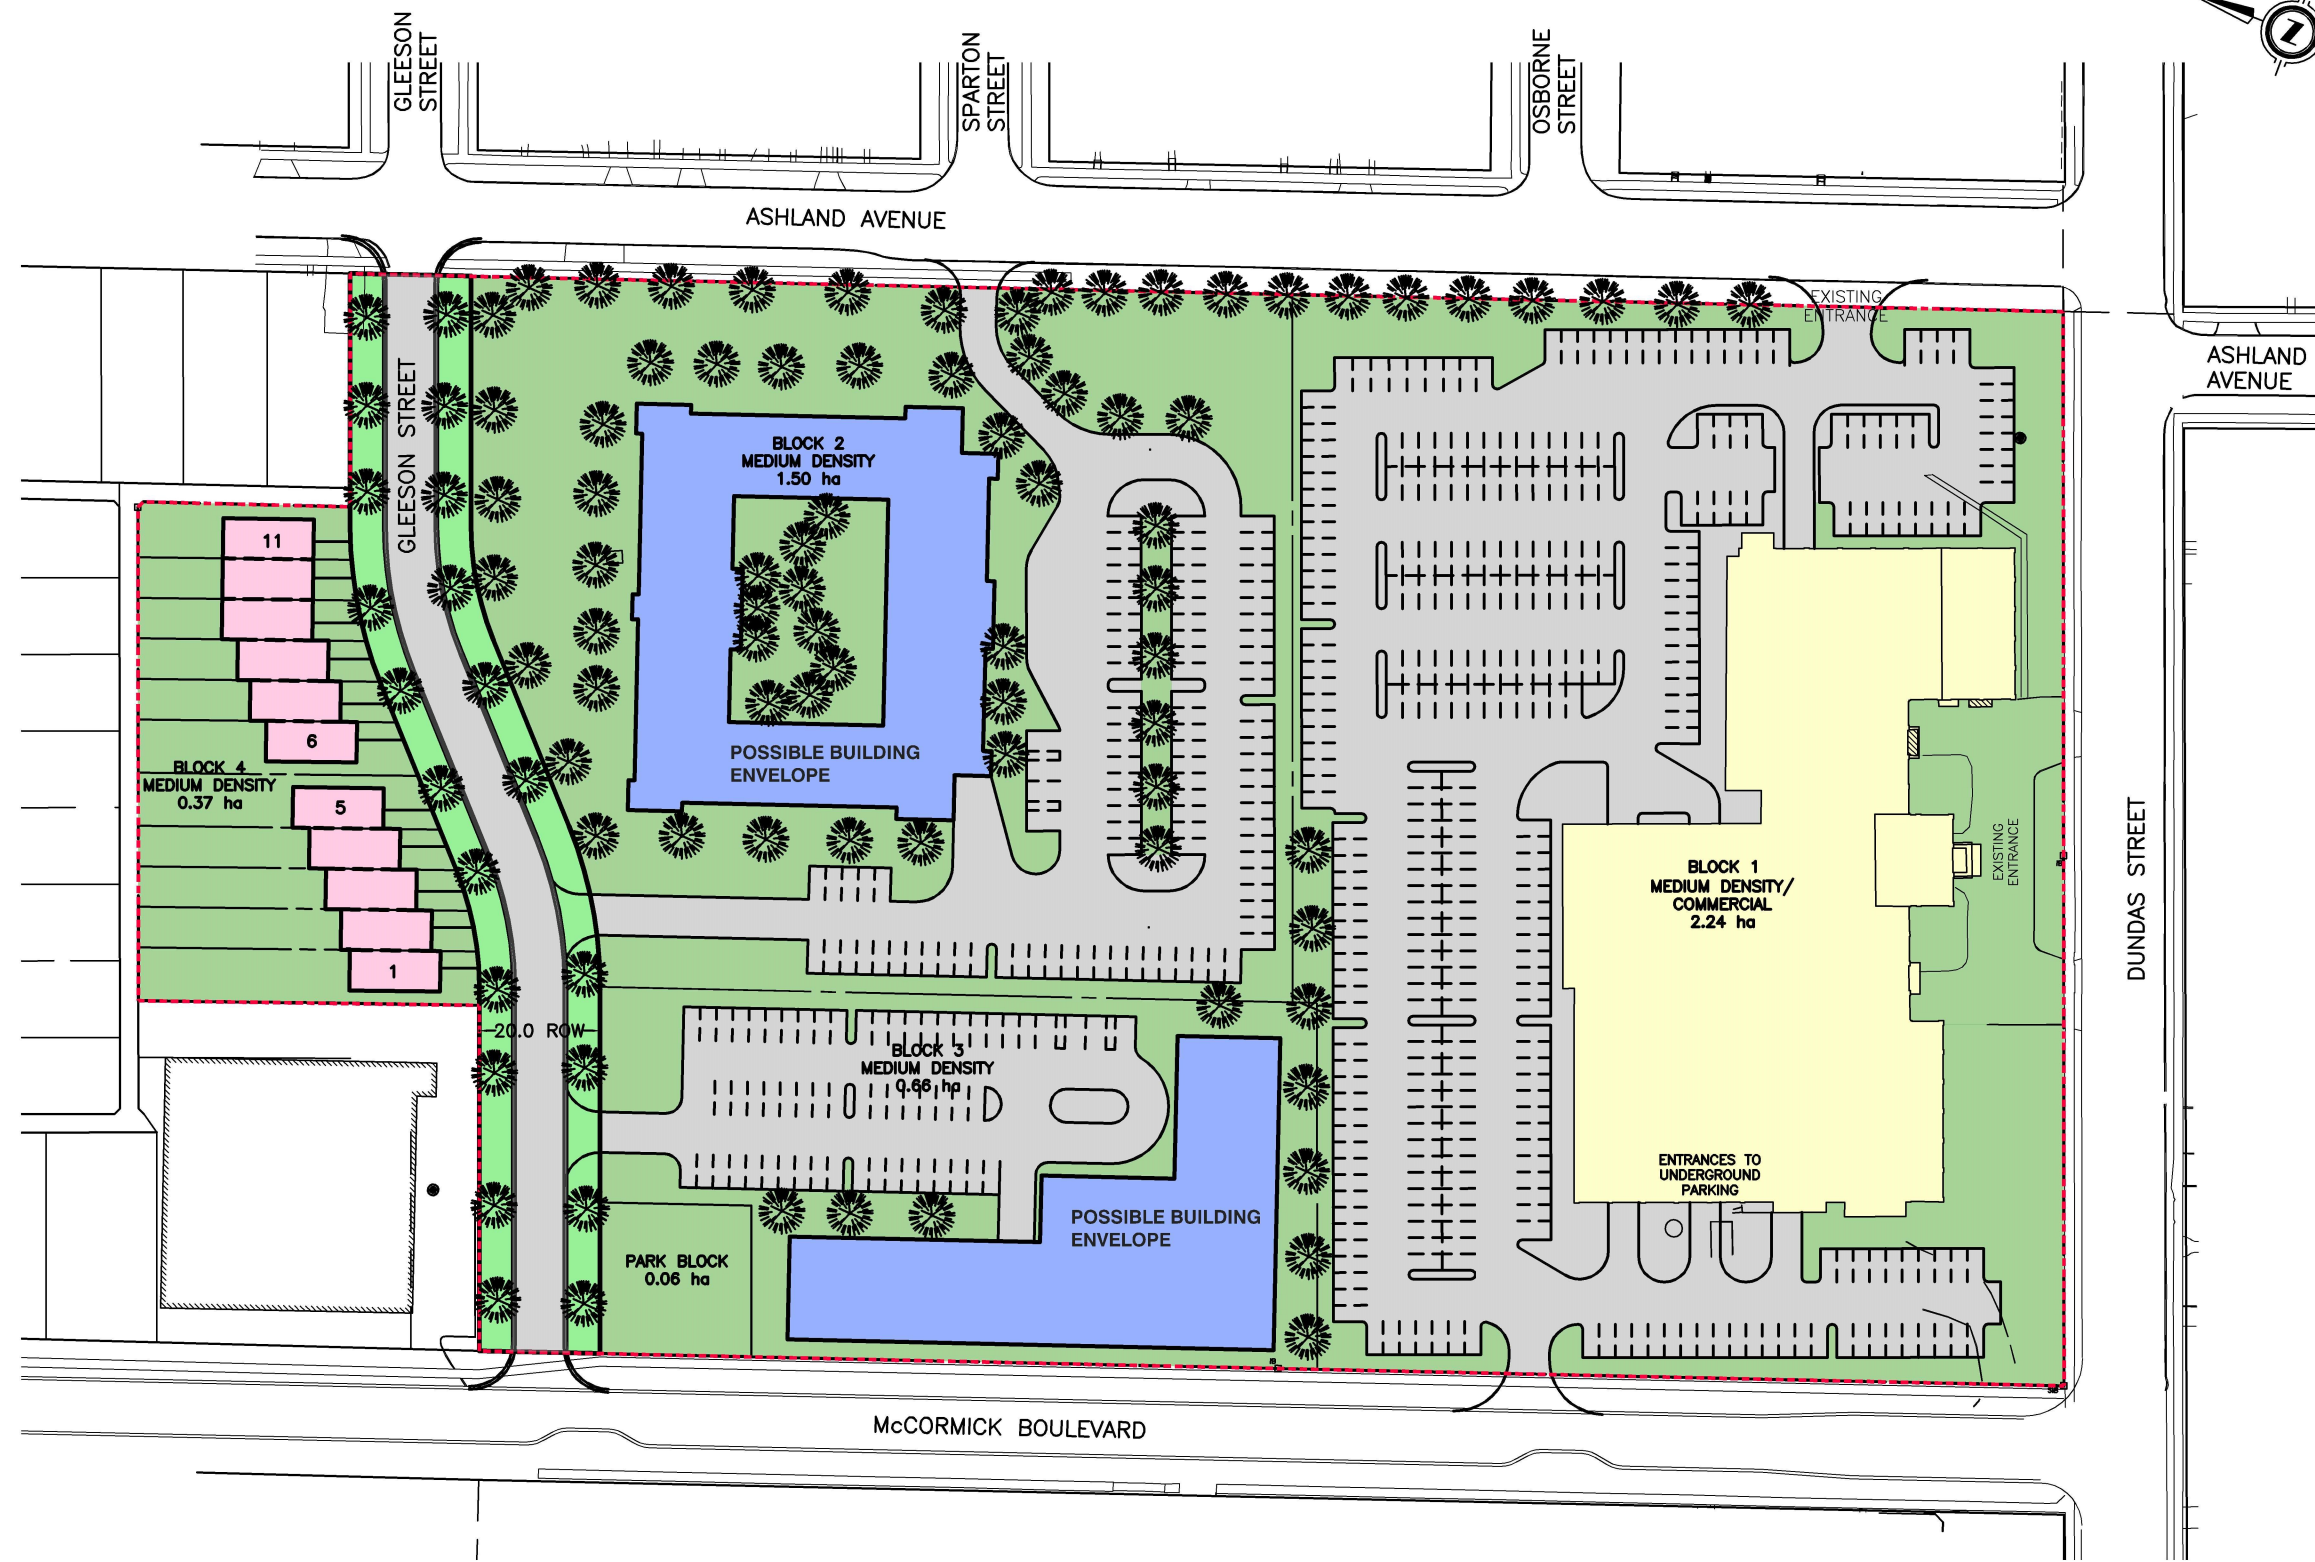 GLEESON
STREET
SPARTON
STREET
OSBORNE
STREET
ASHLAND AVENUE
EXISTING
ENTRANCE
ASHLAND
AVENUE
GLEESON STREET
BLOCK 2
MEDIUM DENSITY
1.50 ha
11
6
BLOCK 4
MEDIUM DENSITY
0.37 ha
5
1
POSSIBLE BUILDING
ENVELOPE
BLOCK 1
MEDIUM DENSITY/
COMMERCIAL
2.24 ha
EXISTING
ENTRANCE
DUNDAS STREET
20.0 ROW
BLOCK 3
MEDIUM DENSITY
0.66 ha
ENTRANCES TO
UNDERGROUND
PARKING
POSSIBLE BUILDING
ENVELOPE
PARK BLOCK
0.06 ha
McCORMICK BOULEVARD